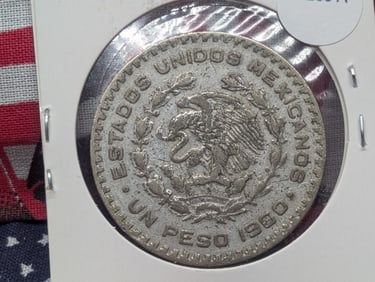 ESTADOS UNIDOS MEXICANOS
· UN PESO 1960 ·